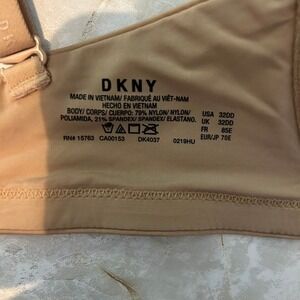 DKNY
MADE IN VIETNAM/ FABRIQUÉ AU VIÊT-NAM
HECHO EN VIETNAM
BODY/ CORPS/ CUERPO: 79% NYLON/ NYLON/
POLIAMIDA, 21% SPANDEX/ SPANDEX/ ELASTANO.
RN# 15763 CA00153 DK4037 0219HU
USA 32DD
UK 32DD
FR 85E
EUR/JP 70E